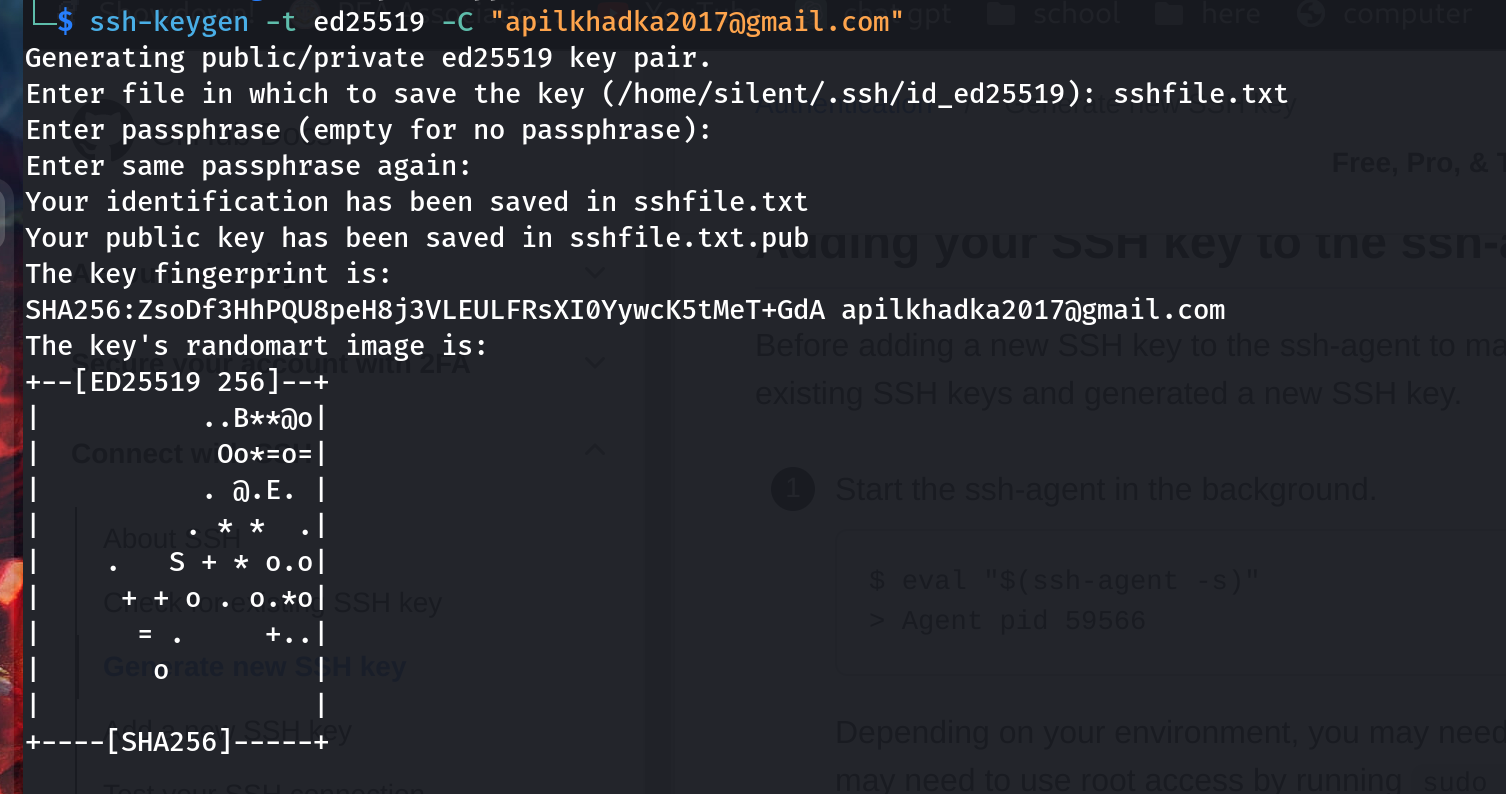 └─$ ssh-keygen -t ed25519 -C "apilkhadka2017@gmail.com"
Generating public/private ed25519 key pair.
Enter file in which to save the key (/home/silent/.ssh/id_ed25519): sshfile.txt
Enter passphrase (empty for no passphrase):
Enter same passphrase again:
Your identification has been saved in sshfile.txt
Your public key has been saved in sshfile.txt.pub
The key fingerprint is:
SHA256:ZsoDf3HhPQU8peH8j3VLEULFRsXI0YywcK5tMeT+GdA apilkhadka2017@gmail.com
The key's randomart image is:
+--[ED25519 256]--+
|          ..B**@o|
|           Oo*=o=|
|          . @.E. |
|         . * *  .|
|    .   S + * o.o|
|     + + o . o.*o|
|      = .     +..|
|       o         |
|                 |
+----[SHA256]-----+
school
here
computer
Free, Pro, &
Adding your SSH key to the ssh-
Before adding a new SSH key to the ssh-agent to
existing SSH keys and generated a new SSH key.
1 Start the ssh-agent in the background.
$ eval "$(ssh-agent -s)"
> Agent pid 59566
Depending on your environment, you may need
may need to use root access by running sudo
Secure your account with 2FA
Connect with SSH
About SSH
Check for existing SSH key
Generate new SSH key
Add a new SSH key
Test your SSH connection